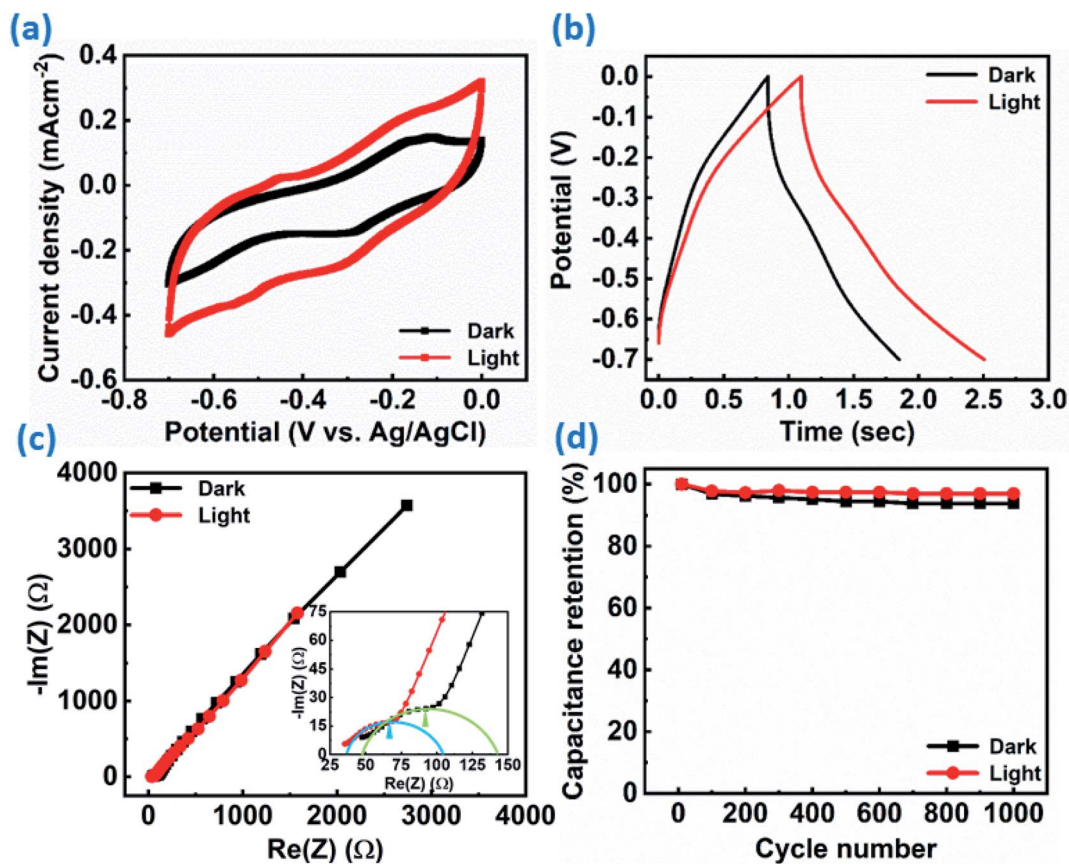 (a)
0.4
0.2
0.0
-0.2
-0.4
-0.6
Current density (mAcm-2)
Dark
Light
-0.8 -0.6 -0.4 -0.2 0.0
Potential (V vs. Ag/AgCl)
(b)
0.0
-0.1
-0.2
-0.3
-0.4
-0.5
-0.6
-0.7
Potential (V)
Dark
Light
0.0 0.5 1.0 1.5 2.0 2.5 3.0
Time (sec)
(c)
4000
3000
2000
1000
0
-Im(Z) (Ω)
Dark
Light
75
60
45
30
15
0
-Im(Z) (Ω)
25 50 75 100 125 150
Re(Z) (Ω)
0 1000 2000 3000 4000
Re(Z) (Ω)
(d)
100
80
60
40
20
0
Capacitance retention (%)
Dark
Light
0 200 400 600 800 1000
Cycle number